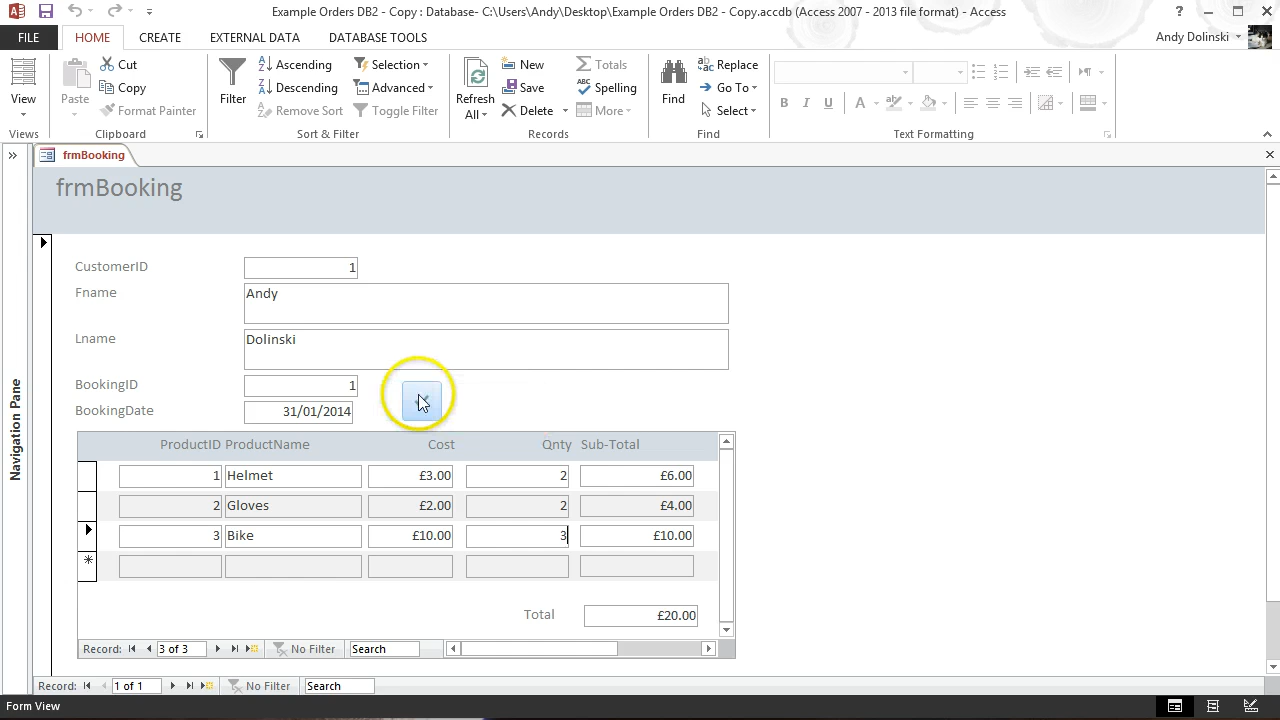 Example Orders DB2 - Copy : Database- C:\Users\Andy\Desktop\Example Orders DB2 - Copy.accdb (Access 2007 - 2013 file format) - Access
FILE HOME CREATE EXTERNAL DATA DATABASE TOOLS Andy Dolinski
View
Views
Paste
Cut
Copy
Format Painter
Clipboard
Filter
Ascending
Descending
Remove Sort
Selection
Advanced
Toggle Filter
Sort & Filter
Refresh
All
New
Save
Delete
Totals
Spelling
More
Records
Find
Replace
Go To
Select
Find
B I U A
Text Formatting
frmBooking
frmBooking
Navigation Pane
CustomerID 1
Fname Andy
Lname Dolinski
BookingID 1
BookingDate 31/01/2014
ProductID ProductName Cost Qnty Sub-Total
1 Helmet £3.00 2 £6.00
2 Gloves £2.00 2 £4.00
3 Bike £10.00 3 £10.00
Total £20.00
Record: 3 of 3 No Filter Search
Record: 1 of 1 No Filter Search
Form View